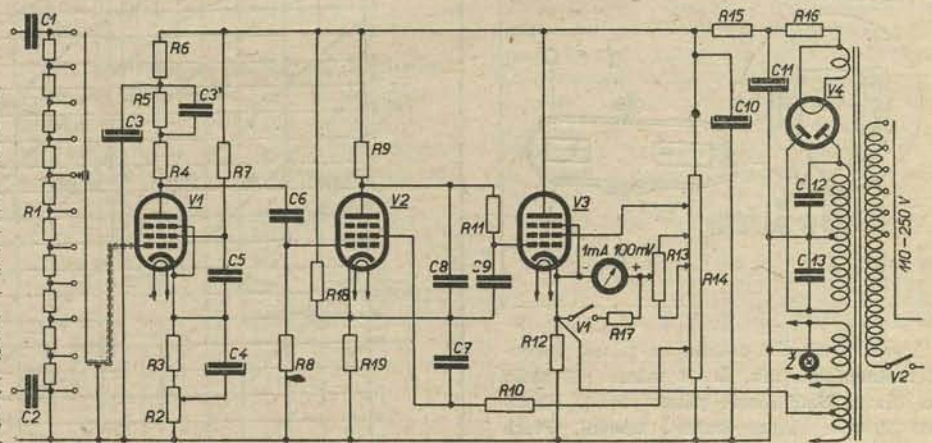 C1
R6
R15
R16
R5
C3*
C3
C11
C10
V4
R4
R7
R9
V1
V2
V3
C6
R11
C12
R1
1mA 100mV
- +
R13
110-250 V
C5
R18
C8
C9
R14
C13
V1
R17
R3
C4
R8
R19
C7
R12
Ž
V2
R2
R10
C2